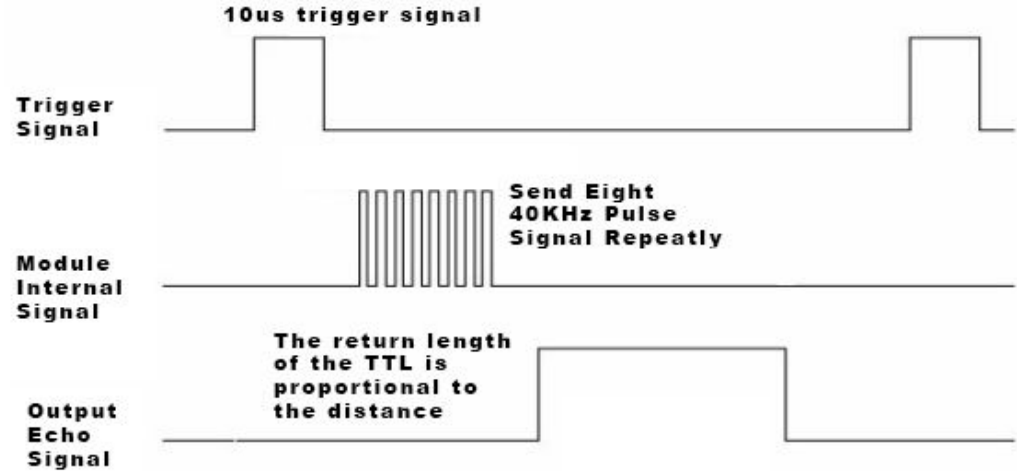 10us trigger signal
Trigger
Signal
Send Eight
40KHz Pulse
Signal Repeatly
Module
Internal
Signal
The return length
of the TTL is
proportional to
the distance
Output
Echo
Signal